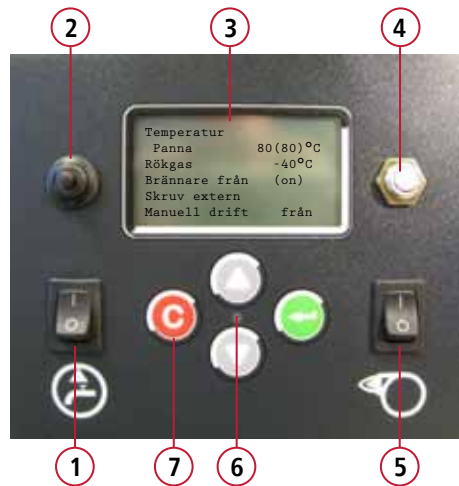 2
3
4
Temperatur
Panna 80(80)°C
Rökgas -40°C
Brännare från (on)
Skruv extern
Manuell drift från
I
O
C
I
O
1
7
6
5